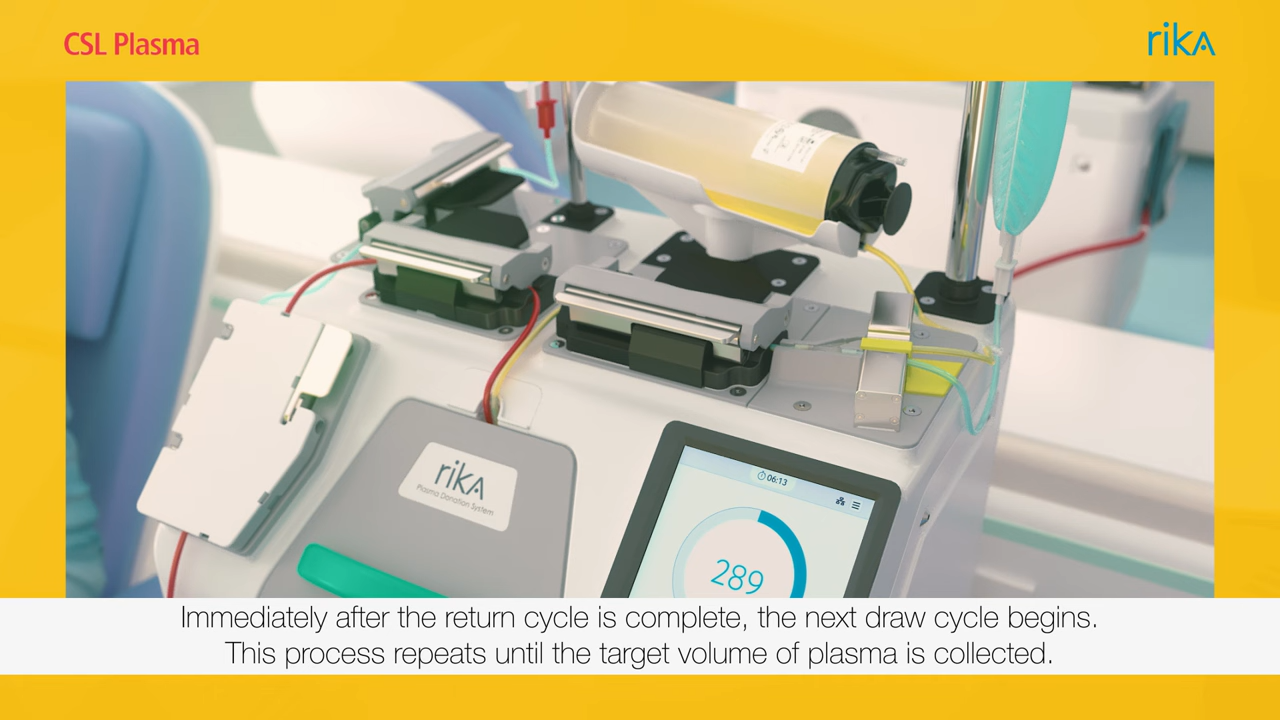 CSL Plasma
rikA
rikA
Plasma Donation System
06:13
289
Immediately after the return cycle is complete, the next draw cycle begins.
This process repeats until the target volume of plasma is collected.